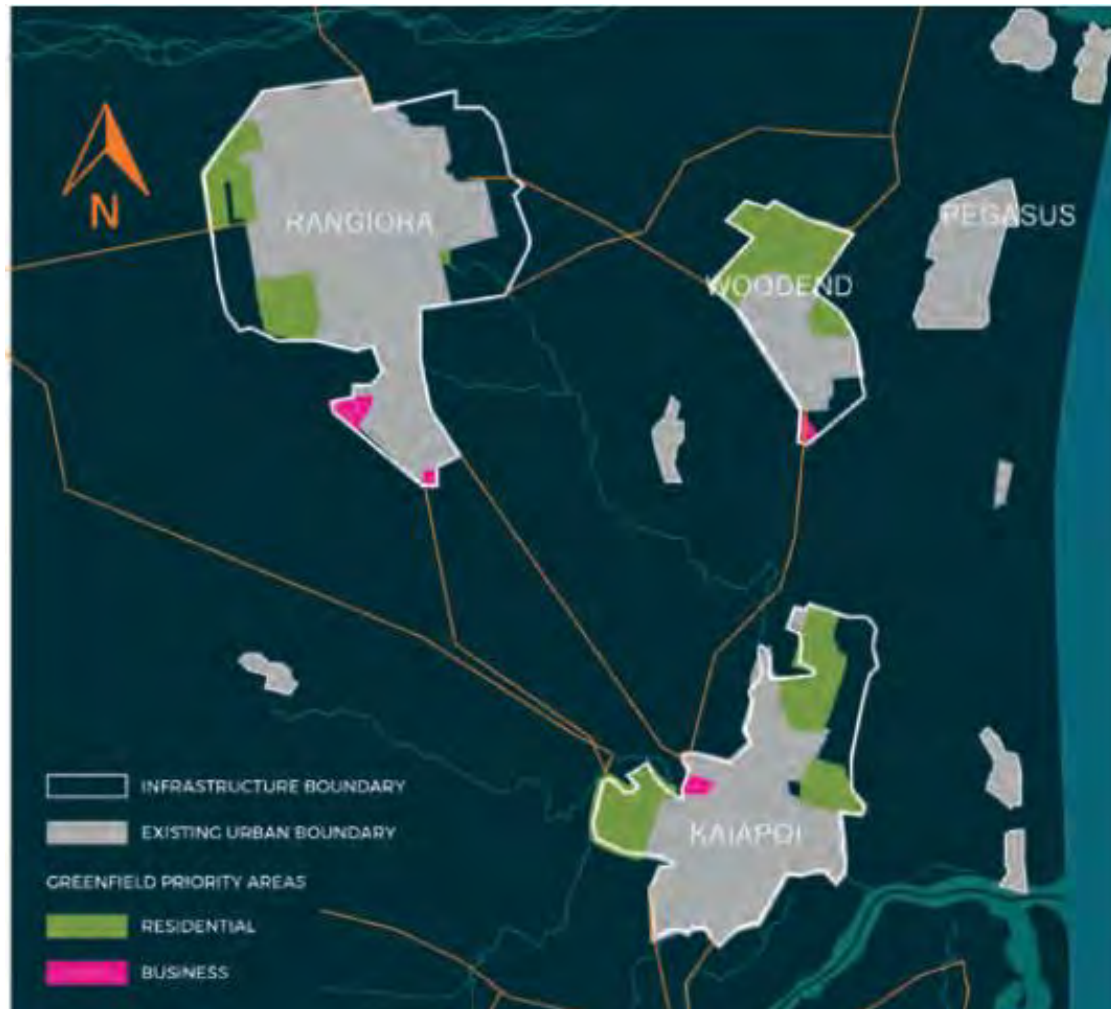 N
RANGIORA
PEGASUS
WOODEND
KAIAPOI
INFRASTRUCTURE BOUNDARY
EXISTING URBAN BOUNDARY
GREENFIELD PRIORITY AREAS
RESIDENTIAL
BUSINESS